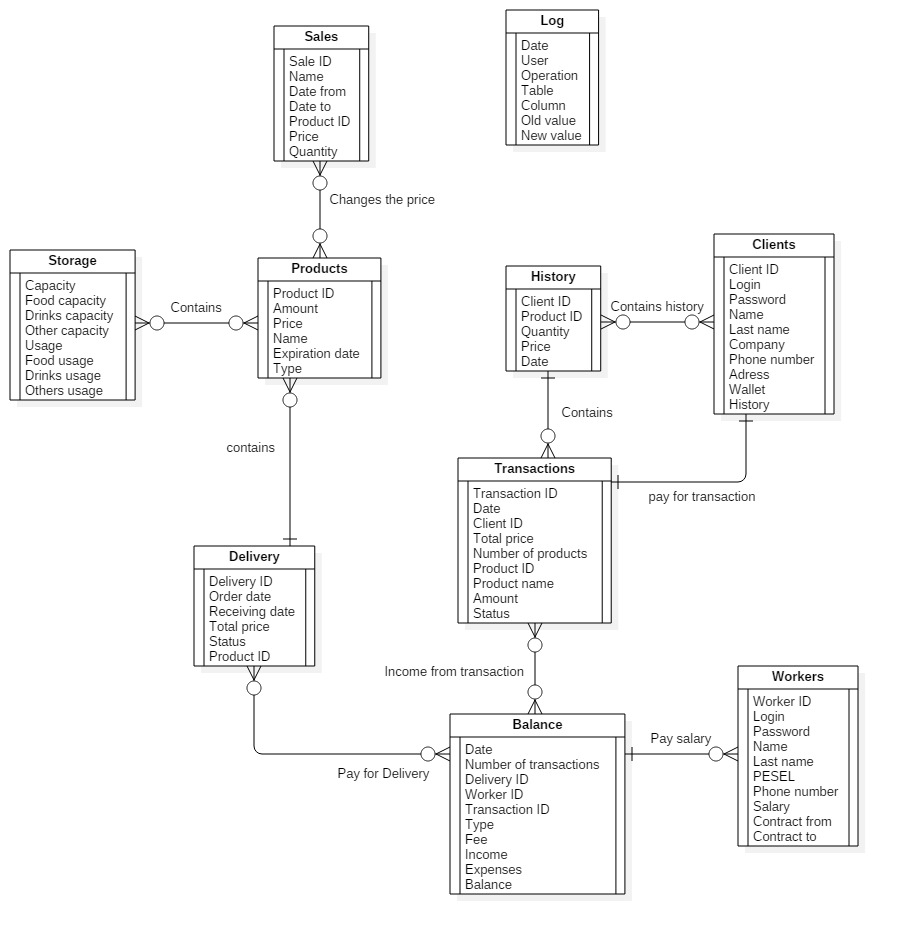 Sales
Sale ID
Name
Date from
Date to
Product ID
Price
Quantity
Log
Date
User
Operation
Table
Column
Old value
New value
Changes the price
Storage
Capacity
Food capacity
Drinks capacity
Other capacity
Usage
Food usage
Drinks usage
Others usage
Contains
Products
Product ID
Amount
Price
Name
Expiration date
Type
History
Client ID
Product ID
Quantity
Price
Date
Contains history
Clients
Client ID
Login
Password
Name
Last name
Company
Phone number
Adress
Wallet
History
Contains
contains
Transactions
Transaction ID
Date
Client ID
Total price
Number of products
Product ID
Product name
Amount
Status
pay for transaction
Delivery
Delivery ID
Order date
Receiving date
Total price
Status
Product ID
Income from transaction
Pay for Delivery
Balance
Date
Number of transactions
Delivery ID
Worker ID
Transaction ID
Type
Fee
Income
Expenses
Balance
Pay salary
Workers
Worker ID
Login
Password
Name
Last name
PESEL
Phone number
Salary
Contract from
Contract to